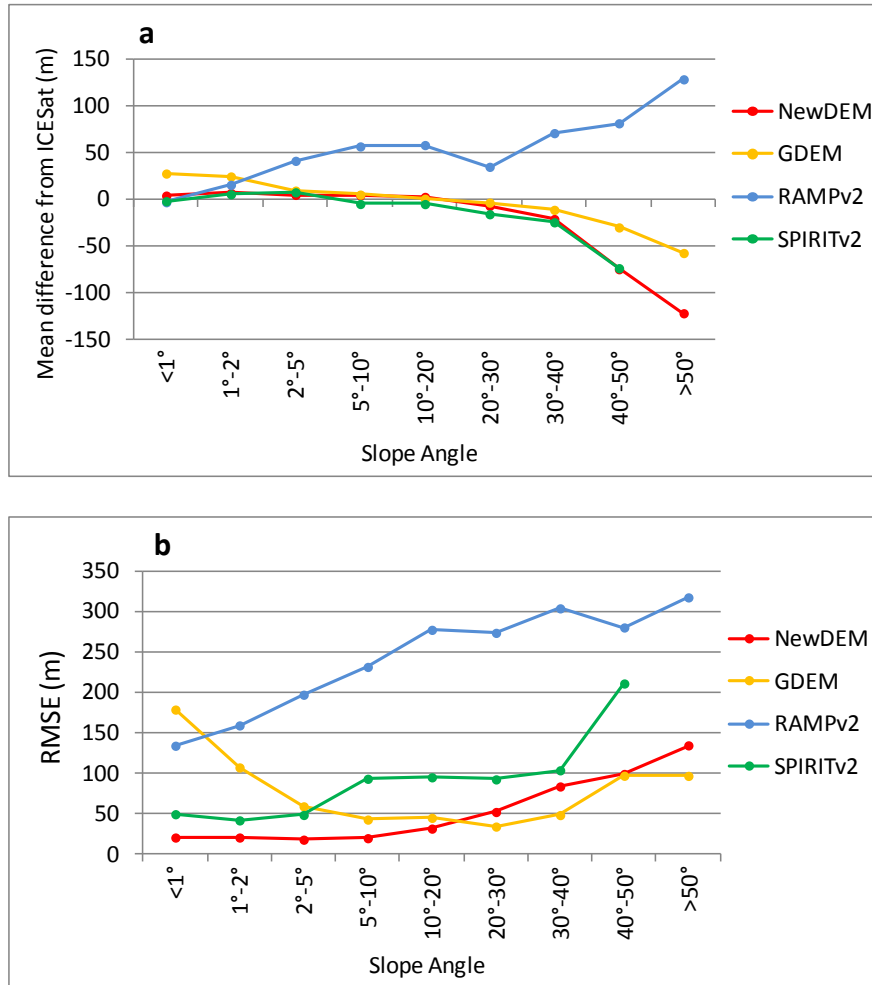 a
Mean difference from ICESat (m)
150
100
50
0
-50
-100
-150
<1°
1°-2°
2°-5°
5°-10°
10°-20°
20°-30°
30°-40°
40°-50°
>50°
Slope Angle
NewDEM
GDEM
RAMPv2
SPIRITv2
b
RMSE (m)
350
300
250
200
150
100
50
0
<1°
1°-2°
2°-5°
5°-10°
10°-20°
20°-30°
30°-40°
40°-50°
>50°
Slope Angle
NewDEM
GDEM
RAMPv2
SPIRITv2